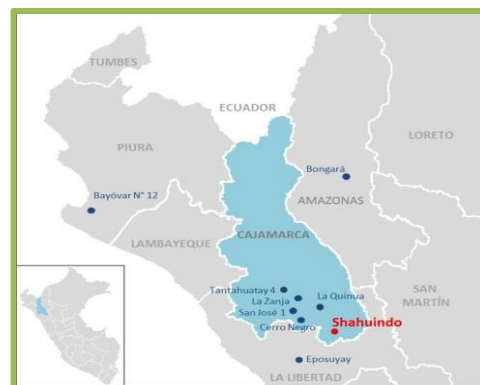 TUMBES
ECUADOR
PIURA
LORETO
Bongará
Bayóvar N° 12
AMAZONAS
CAJAMARCA
LAMBAYEQUE
SAN
MARTÍN
Tantahuatay 4
La Zanja
La Quinua
San José 1
Cerro Negro
Shahuindo
Eposuyay
LA LIBERTAD